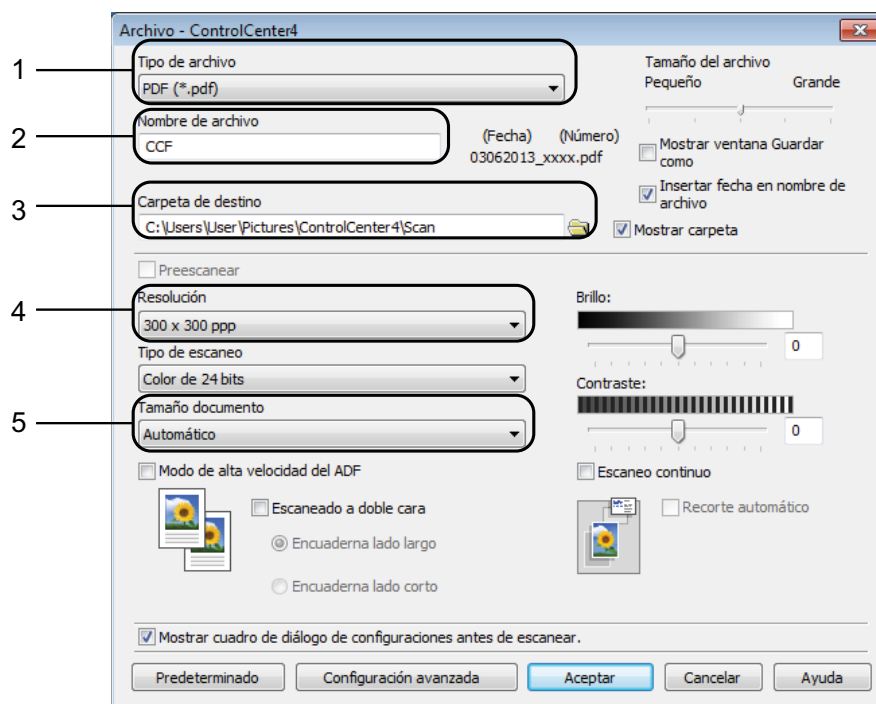 Archivo - ControlCenter4
1
Tipo de archivo
PDF (*.pdf)
Tamaño del archivo
Pequeño Grande
2
Nombre de archivo
CCF
(Fecha) (Número)
03062013_xxxx.pdf
Mostrar ventana Guardar
como
Insertar fecha en nombre de
archivo
3
Carpeta de destino
C:\Users\User\Pictures\ControlCenter4\Scan
Mostrar carpeta
Preescanear
4
Resolución
300 x 300 ppp
Brillo:
0
Tipo de escaneo
Color de 24 bits
Contraste:
0
5
Tamaño documento
Automático
Modo de alta velocidad del ADF
Escaneo continuo
Escaneado a doble cara
Recorte automático
Encuaderna lado largo
Encuaderna lado corto
Mostrar cuadro de diálogo de configuraciones antes de escanear.
Predeterminado Configuración avanzada Aceptar Cancelar Ayuda